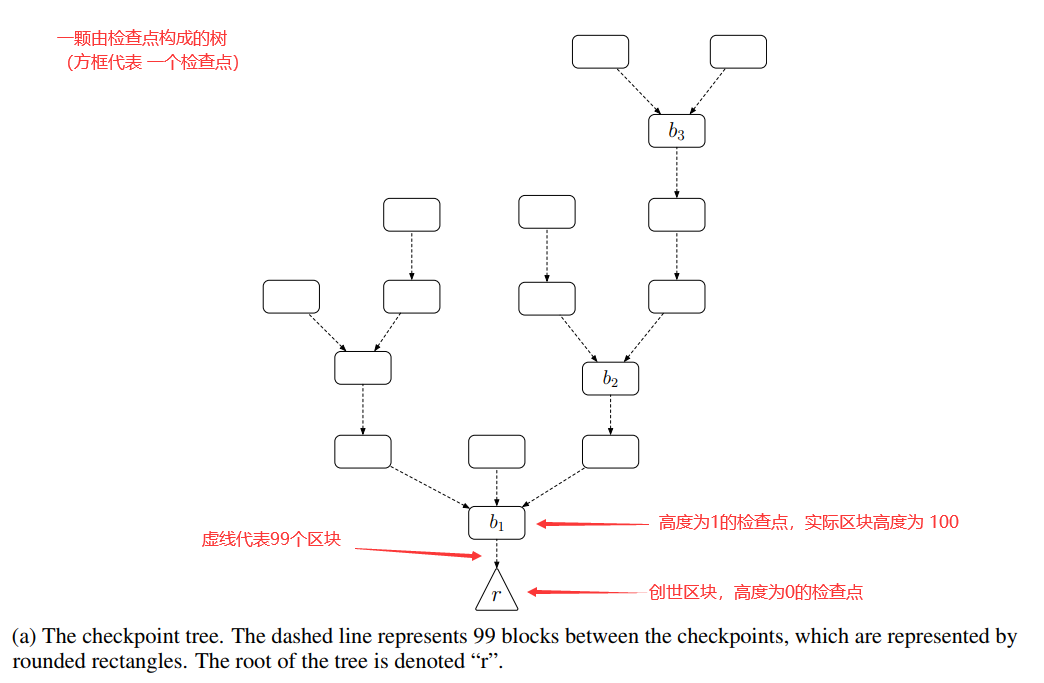 一颗由检查点构成的树
(方框代表 一个检查点)
b₃
b₂
b₁
高度为1的检查点，实际区块高度为 100
虚线代表99个区块
r
创世区块，高度为0的检查点
(a) The checkpoint tree. The dashed line represents 99 blocks between the checkpoints, which are represented by
rounded rectangles. The root of the tree is denoted “r”.